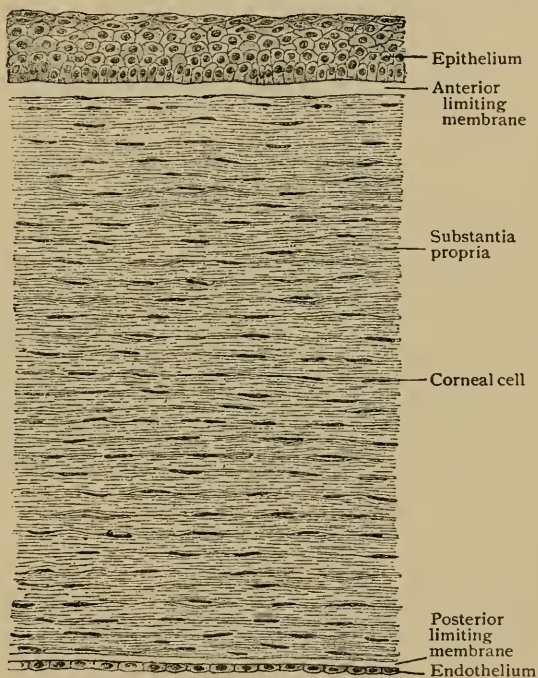 Epithelium
Anterior
limiting
membrane
Substantia
propria
Corneal cell
Posterior
limiting
membrane
Endothelium